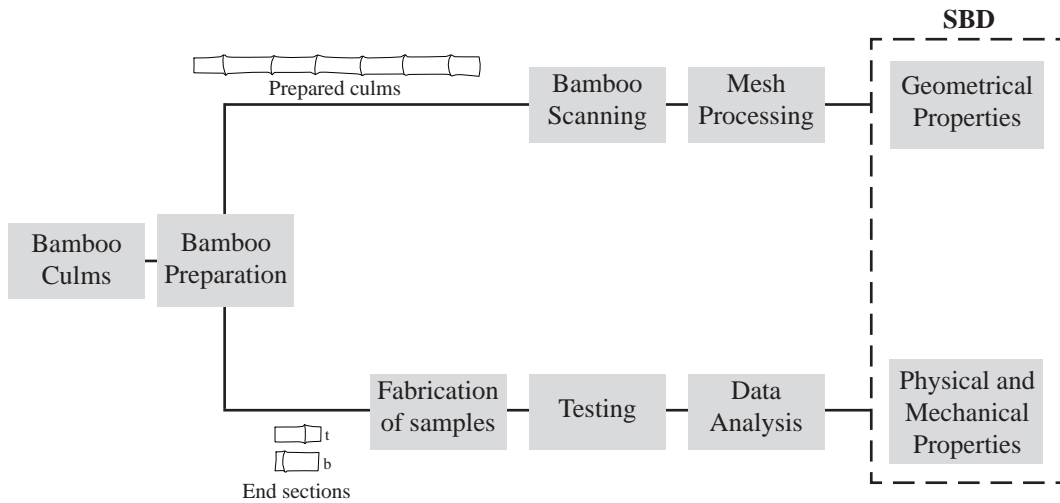 SBD
Prepared culms
Bamboo
Scanning
Mesh
Processing
Geometrical
Properties
Bamboo
Culms
Bamboo
Preparation
Fabrication
of samples
Testing
Data
Analysis
Physical and
Mechanical
Properties
t
b
End sections